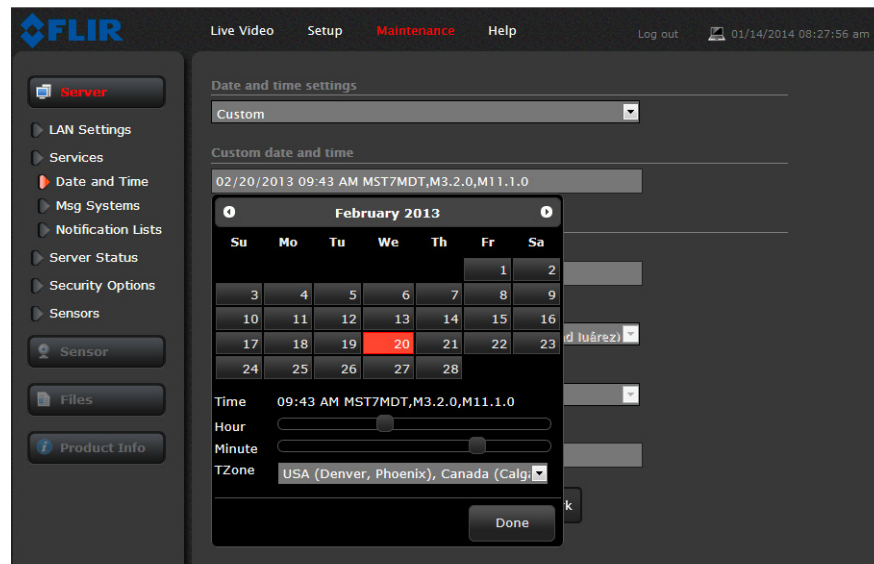 FLIR
Live Video Setup Maintenance Help Log out 01/14/2014 08:27:56 am
Server
LAN Settings
Services
Date and Time
Msg Systems
Notification Lists
Server Status
Security Options
Sensors
Sensor
Files
Product Info
Date and time settings
Custom
Custom date and time
02/20/2013 09:43 AM MST7MDT,M3.2.0,M11.1.0
February 2013
Su Mo Tu We Th Fr Sa
1 2
3 4 5 6 7 8 9
10 11 12 13 14 15 16
17 18 19 20 21 22 23
24 25 26 27 28
Time 09:43 AM MST7MDT,M3.2.0,M11.1.0
Hour
Minute
TZone USA (Denver, Phoenix), Canada (Calg
Done
d Juárez)
k